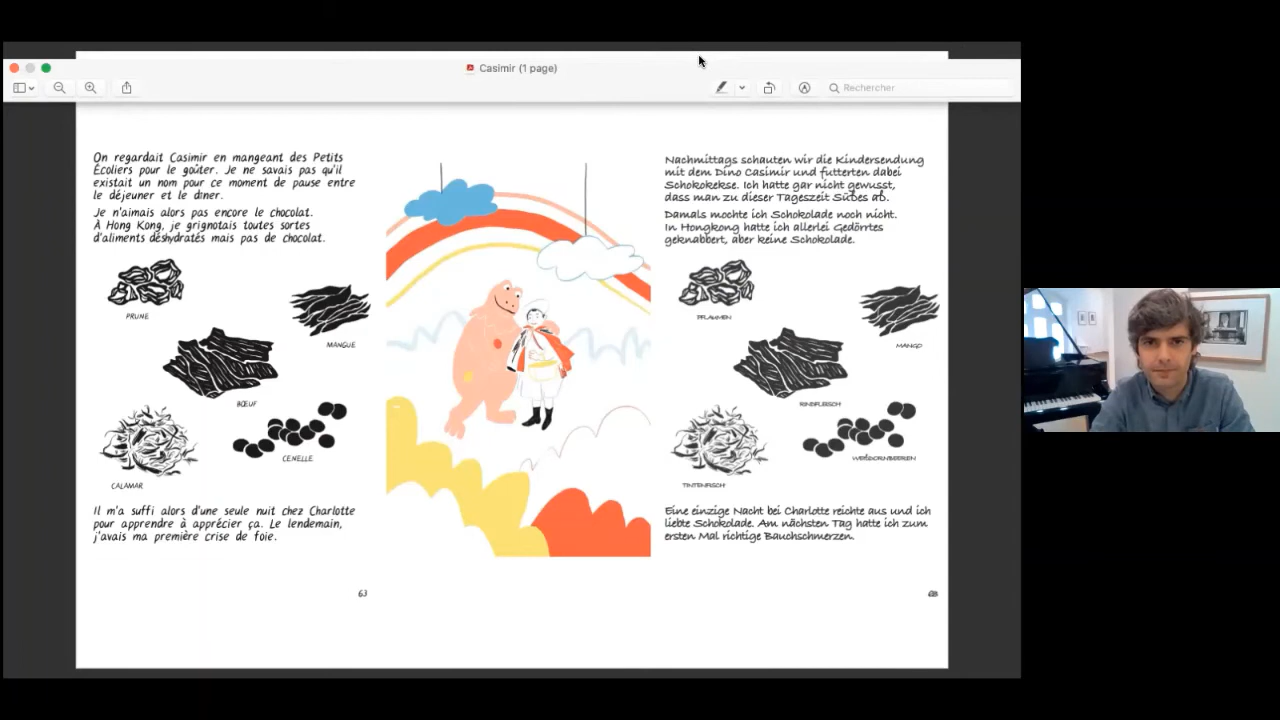 Casimir (1 page)
Rechercher
On regardait Casimir en mangeant des Petits
Écoliers pour le goûter. Je ne savais pas qu'il
existait un nom pour ce moment de pause entre
le déjeuner et le dîner.
Je n'aimais alors pas encore le chocolat.
À Hong Kong, je grignotais toutes sortes
d'aliments déshydratés mais pas de chocolat.
PRUNE
MANGUE
BŒUF
CENELLE
CALAMAR
Il m'a suffi alors d'une seule nuit chez Charlotte
pour apprendre à apprécier ça. Le lendemain,
j'avais ma première crise de foie.
63
Nachmittags schauten wir die Kindersendung
mit dem Dino Casimir und futterten dabei
Schokokekse. Ich hatte gar nicht gewusst,
dass man zu dieser Tageszeit Süßes aß.
Damals mochte ich Schokolade noch nicht.
In Hongkong hatte ich allerlei Gedörrtes
geknabbert, aber keine Schokolade.
PFLAUMEN
MANGO
RINDFLEISCH
WEIẞDORNBEEREN
TINTENFISCH
Eine einzige Nacht bei Charlotte reichte aus und ich
liebte Schokolade. Am nächsten Tag hatte ich zum
ersten Mal richtige Bauchschmerzen.